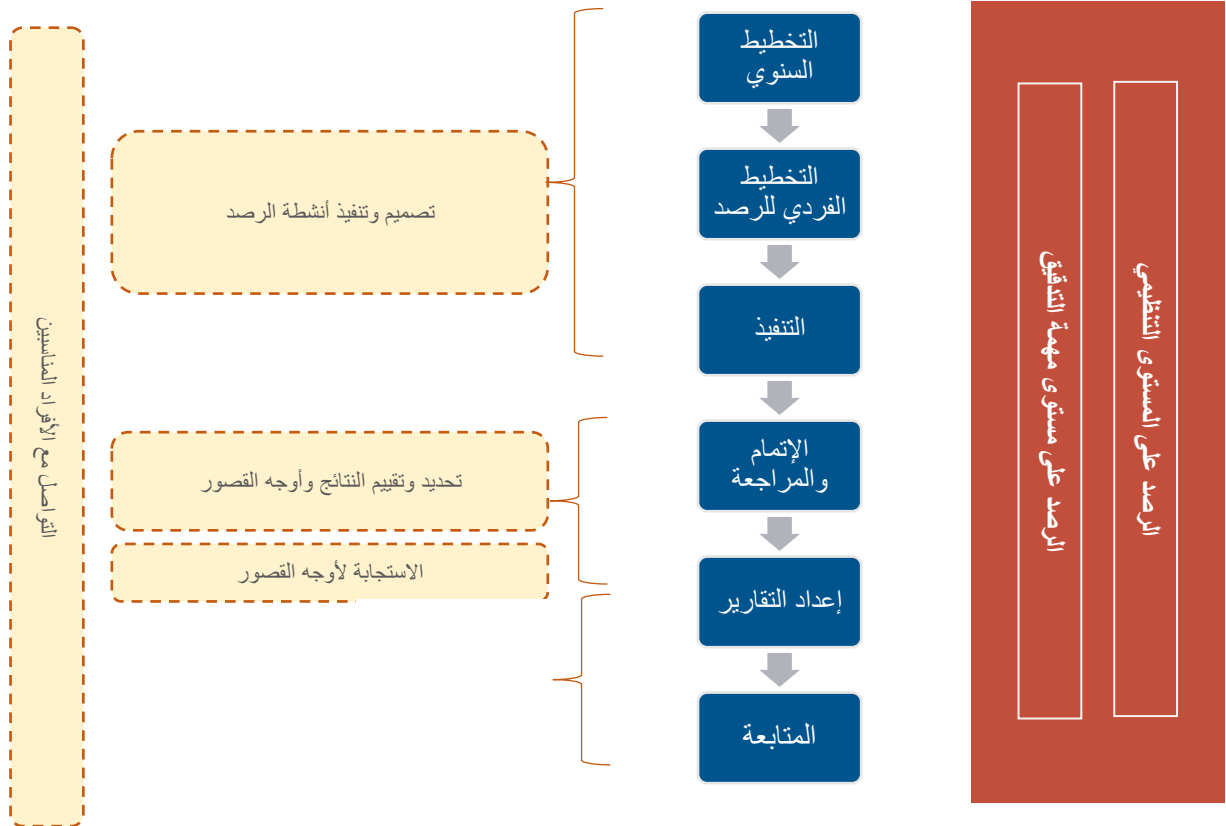 الرصد على المستوى التنظيمي
الرصد على مستوى مهمة التدقيق
التخطيط
السنوي
التخطيط
الفردي للرصد
التنفيذ
الإتمام
والمراجعة
إعداد التقارير
المتابعة
تصميم وتنفيذ أنشطة الرصد
تحديد وتقييم النتائج وأوجه القصور
الاستجابة لأوجه القصور
التواصل مع الأفراد المناسبين